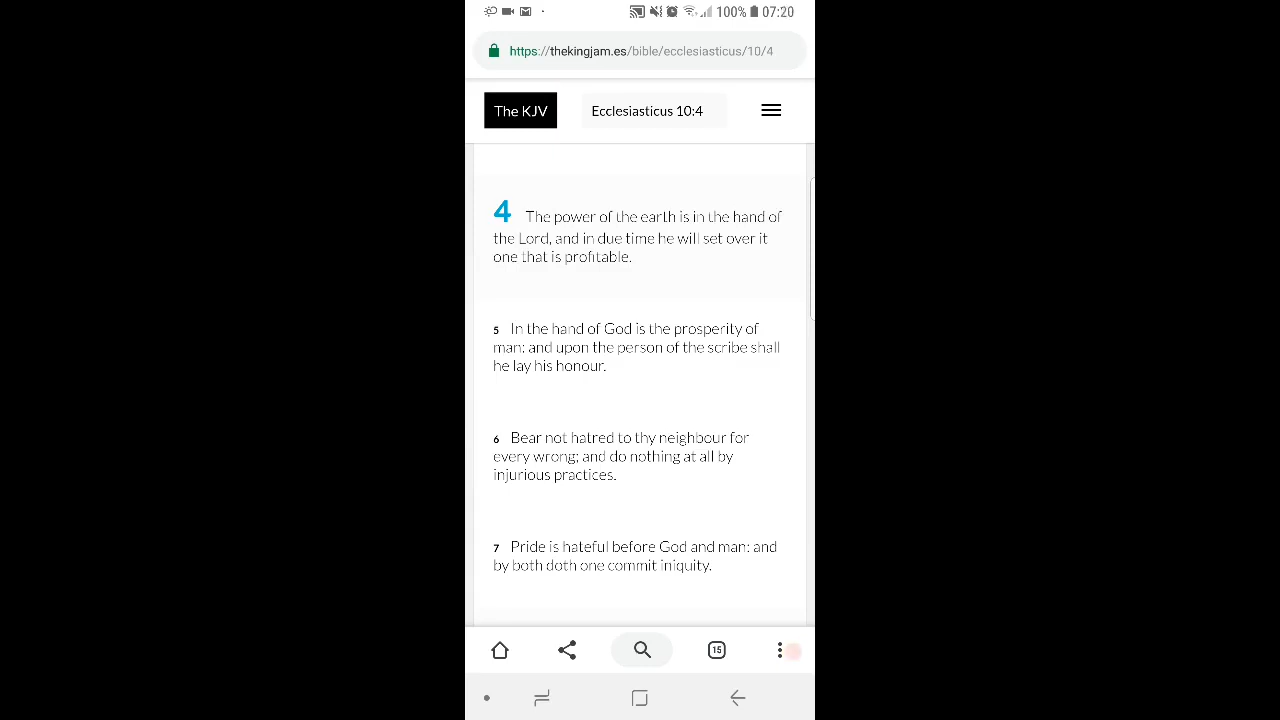 100% 07:20
https://thekingjam.es/bible/ecclesiasticus/10/4
The KJV
Ecclesiasticus 10:4
4 The power of the earth is in the hand of
the Lord, and in due time he will set over it
one that is profitable.
5 In the hand of God is the prosperity of
man: and upon the person of the scribe shall
he lay his honour.
6 Bear not hatred to thy neighbour for
every wrong; and do nothing at all by
injurious practices.
7 Pride is hateful before God and man: and
by both doth one commit iniquity.
15